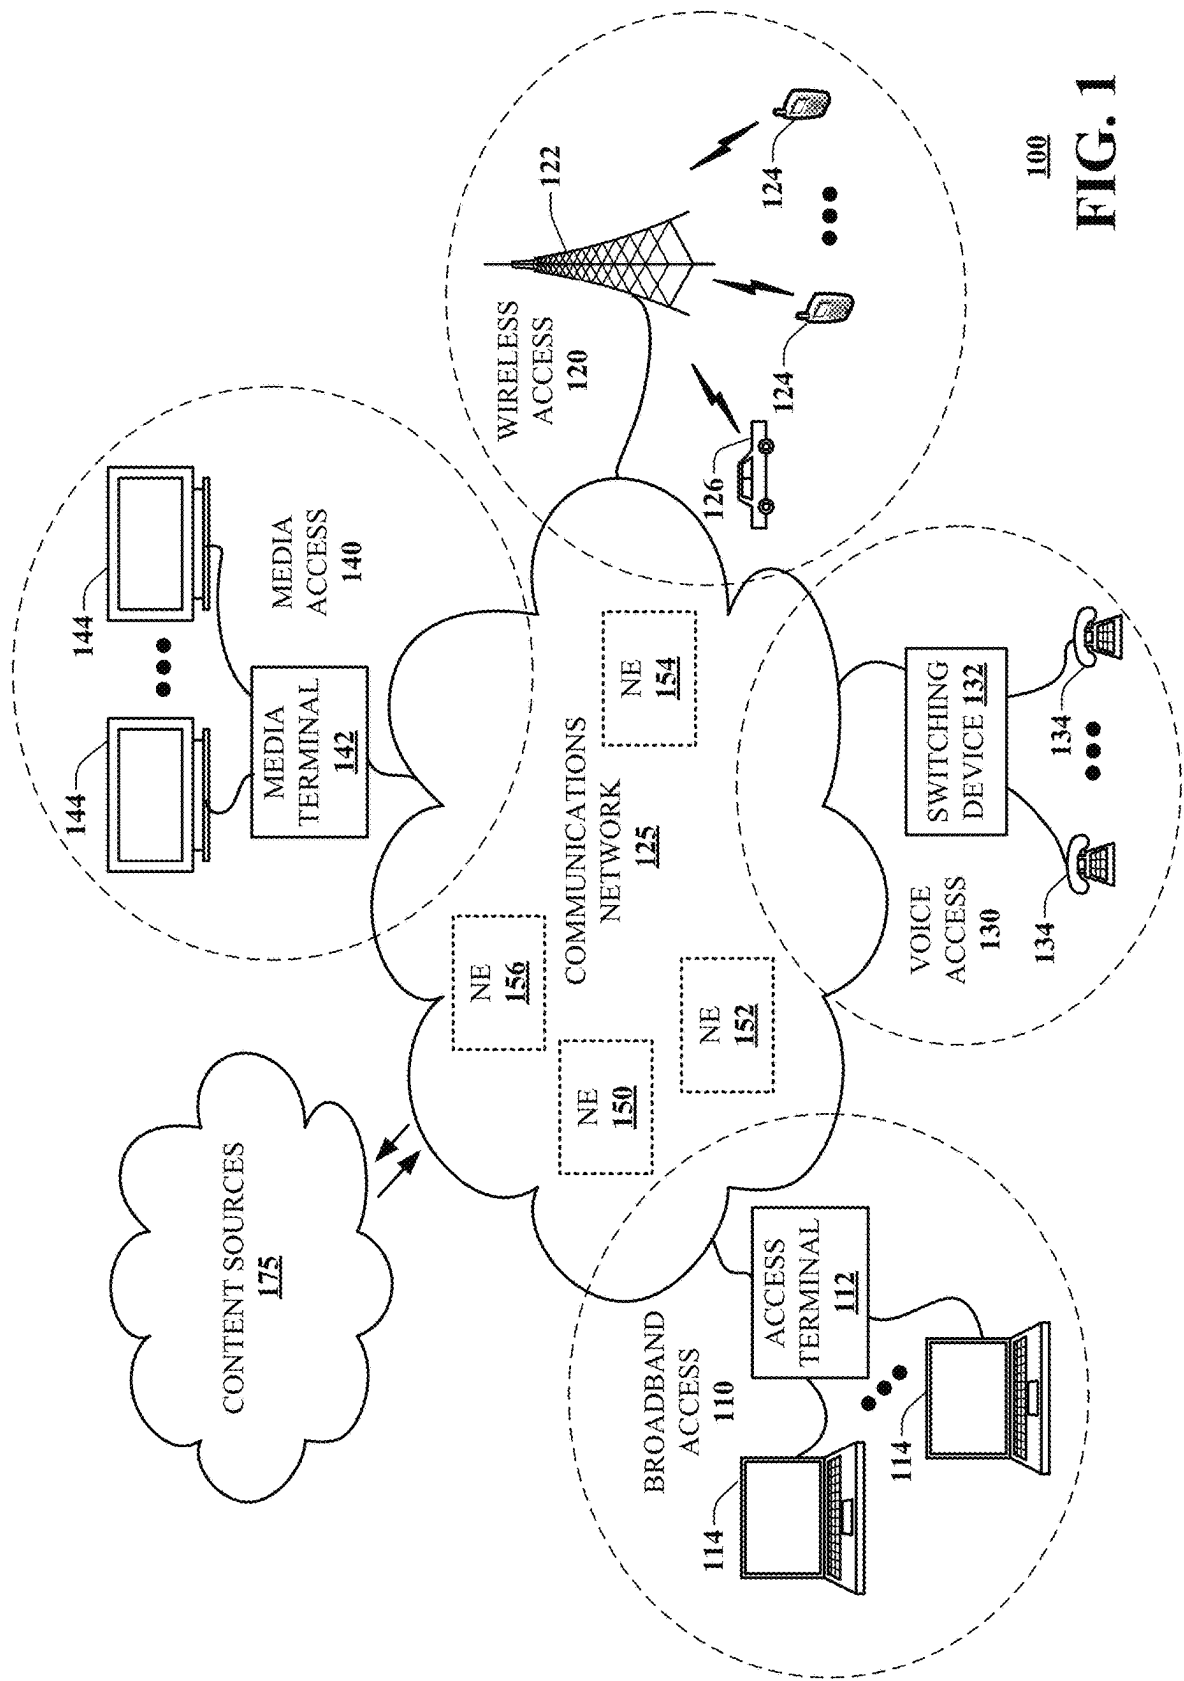 CONTENT SOURCES
175
144
144
MEDIA
TERMINAL
142
MEDIA
ACCESS
140
NE
156
NE
150
NE
152
NE
154
COMMUNICATIONS
NETWORK
125
WIRELESS
ACCESS
120
122
124
124
126
BROADBAND
ACCESS
110
ACCESS
TERMINAL
112
114
114
VOICE
ACCESS
130
SWITCHING
DEVICE 132
134
134
100
FIG. 1